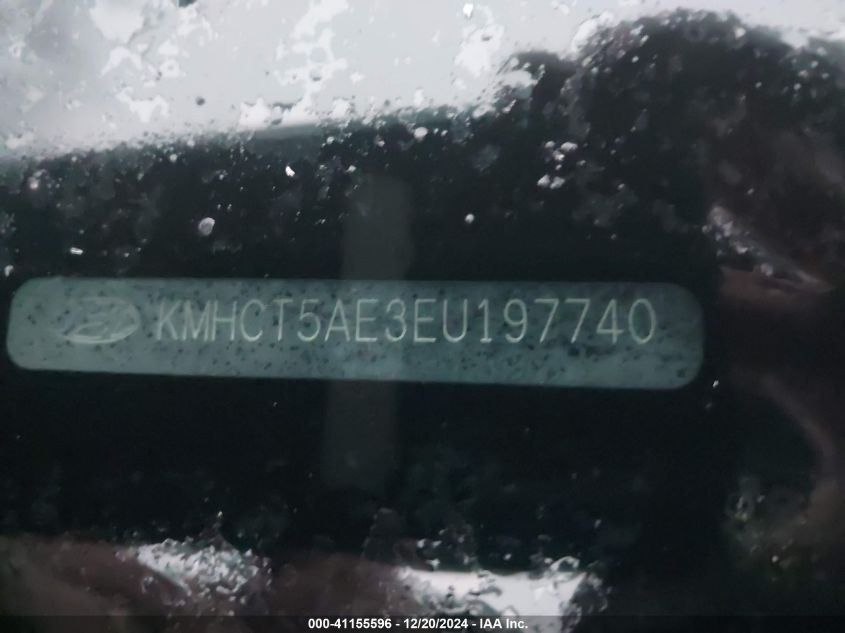 KMHCT5AE3EU197740
000-41155596 - 12/20/2024 - IAA Inc.